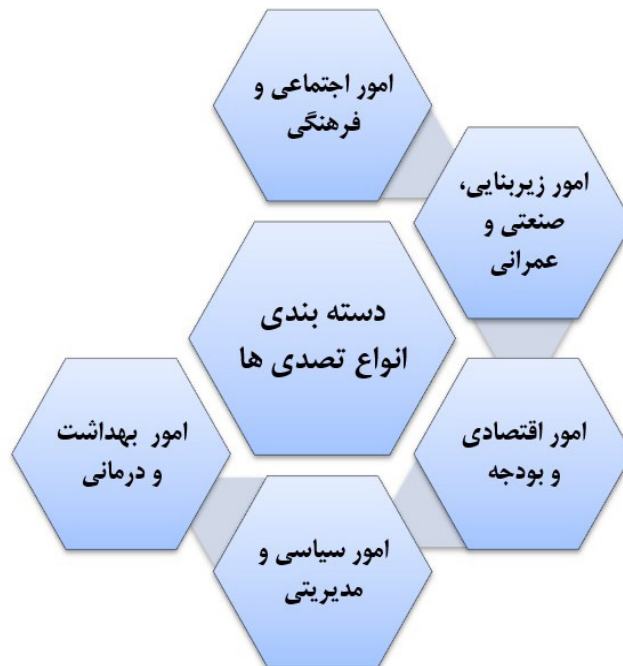 امور اجتماعی و
فرهنگی
امور زیربنایی،
صنعتی و
عمرانی
دسته بندی
انواع تصدی ها
امور اقتصادی
و بودجه
امور سیاسی و
مدیریتی
امور بهداشت
و درمانی